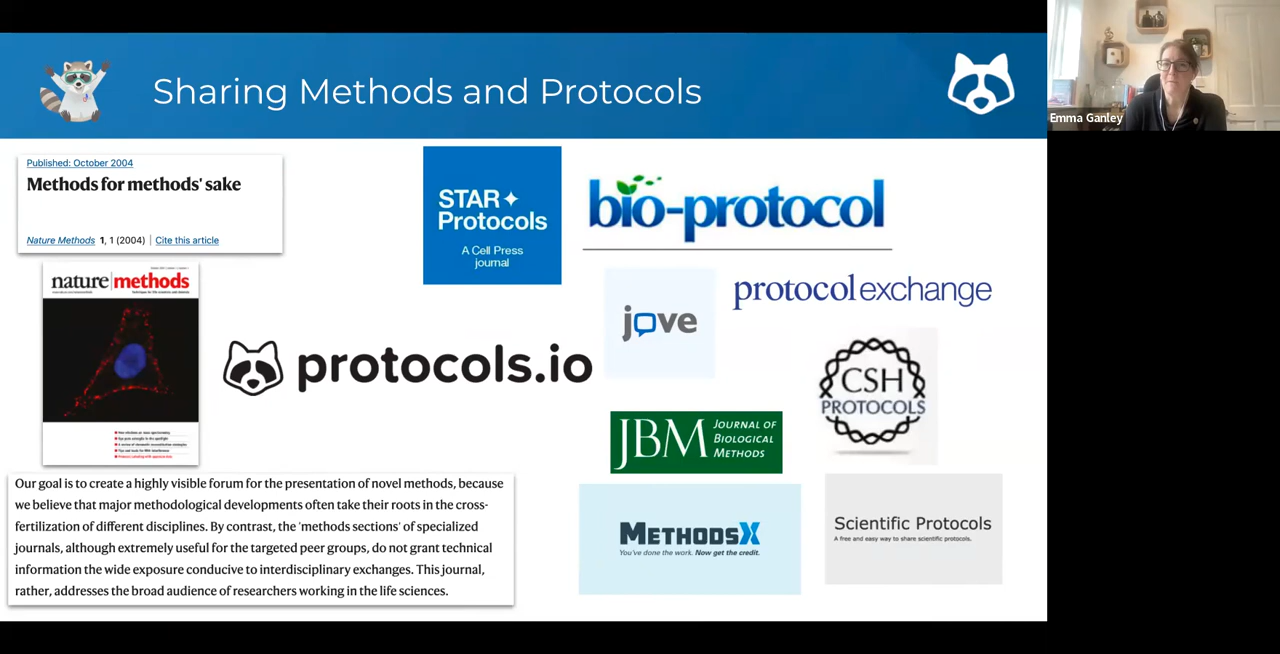 Sharing Methods and Protocols
Emma Ganley
Published: October 2004
Methods for methods' sake
Nature Methods 1, 1 (2004) | Cite this article
nature methods
STAR
Protocols
A Cell Press
journal
bio-protocol
protocol exchange
jove
protocols.io
CSH
PROTOCOLS
JBM JOURNAL OF
BIOLOGICAL
METHODS
METHODSX
You've done the work. Now get the credit.
Scientific Protocols
A free and easy way to share scientific protocols.
Our goal is to create a highly visible forum for the presentation of novel methods, because
we believe that major methodological developments often take their roots in the cross-
fertilization of different disciplines. By contrast, the 'methods sections' of specialized
journals, although extremely useful for the targeted peer groups, do not grant technical
information the wide exposure conducive to interdisciplinary exchanges. This journal,
rather, addresses the broad audience of researchers working in the life sciences.